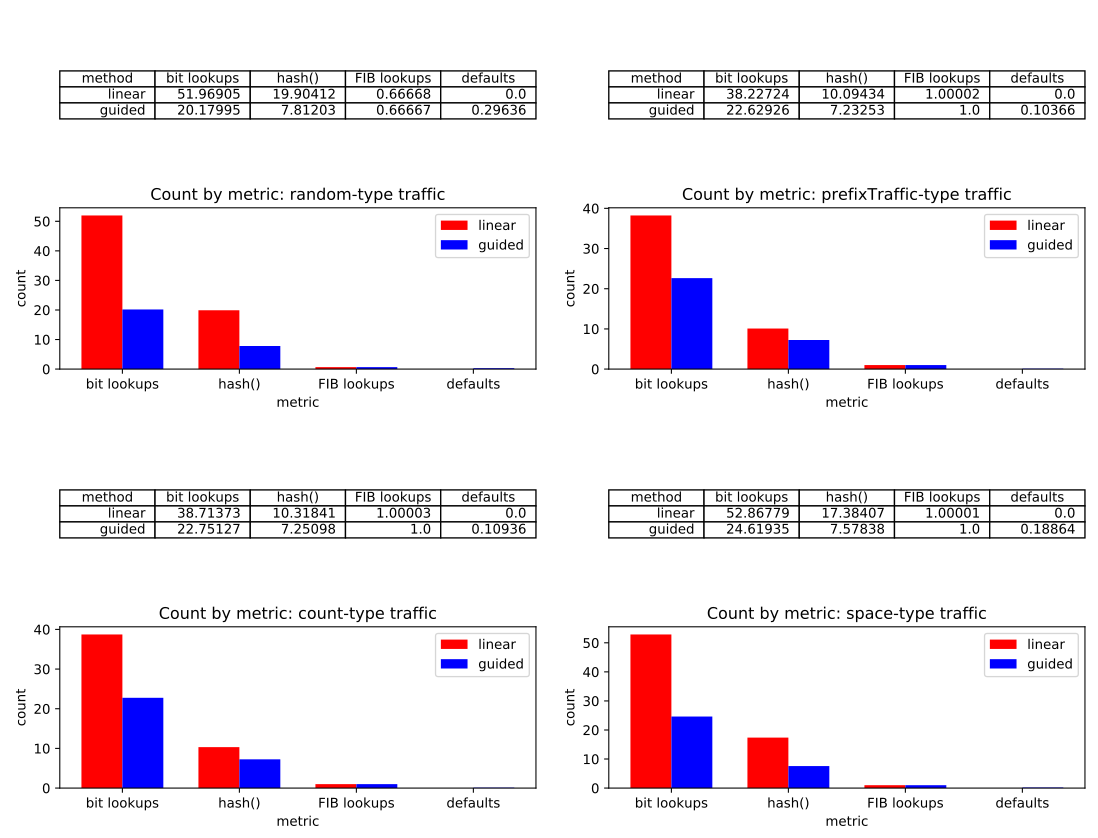 method bit lookups hash() FIB lookups defaults
linear 51.96905 19.90412 0.66668 0.0
guided 20.17995 7.81203 0.66667 0.29636
Count by metric: random-type traffic
50
40
30
20
10
0
count
linear
guided
bit lookups hash() FIB lookups defaults
metric
method bit lookups hash() FIB lookups defaults
linear 38.22724 10.09434 1.00002 0.0
guided 22.62926 7.23253 1.0 0.10366
Count by metric: prefixTraffic-type traffic
40
30
20
10
0
count
linear
guided
bit lookups hash() FIB lookups defaults
metric
method bit lookups hash() FIB lookups defaults
linear 38.71373 10.31841 1.00003 0.0
guided 22.75127 7.25098 1.0 0.10936
Count by metric: count-type traffic
40
30
20
10
0
count
linear
guided
bit lookups hash() FIB lookups defaults
metric
method bit lookups hash() FIB lookups defaults
linear 52.86779 17.38407 1.00001 0.0
guided 24.61935 7.57838 1.0 0.18864
Count by metric: space-type traffic
50
40
30
20
10
0
count
linear
guided
bit lookups hash() FIB lookups defaults
metric